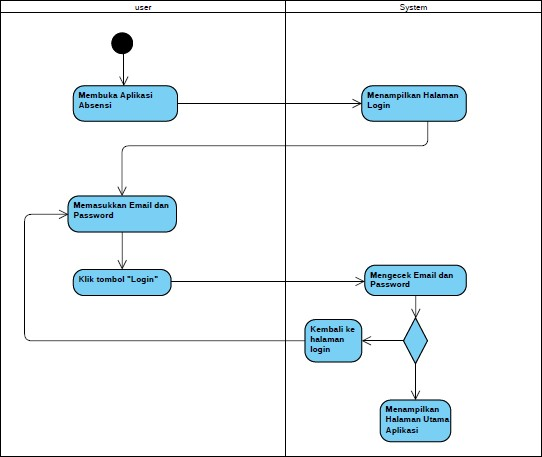 user
System
Membuka Aplikasi
Absensi
Menampilkan Halaman
Login
Memasukkan Email dan
Password
Klik tombol "Login"
Mengecek Email dan
Password
Kembali ke
halaman
login
Menampilkan
Halaman Utama
Aplikasi